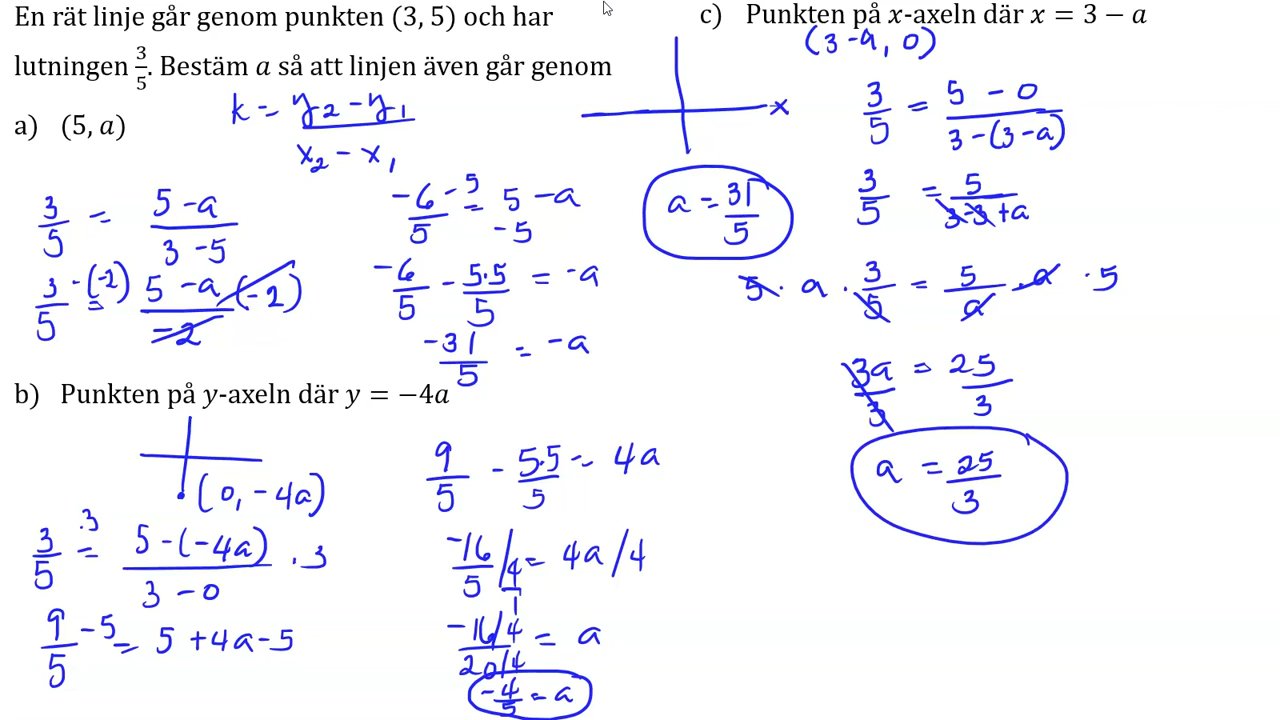 En rät linje går genom punkten (3, 5) och har
lutningen 3/5. Bestäm a så att linjen även går genom
a) (5, a)
k = (y₂ - y₁)/(x₂ - x₁)
3/5 = (5 - a)/(3 - 5)
3/5 · (-2) = (5 - a)/(-2) (-2)
-6/5 - 5 = 5 - a - 5
-6/5 - 5·5/5 = -a
-31/5 = -a
a = 31/5
b) Punkten på y-axeln där y = −4a
(0, -4a)
3/5 ·3 = (5 - (-4a))/(3 - 0) · 3
9/5 - 5 = 5 + 4a - 5
9/5 - 5·5/5 = 4a
-16/5 /4/1 = 4a/4
(-16/4)/(20/4) = a
-4/5 = a
c) Punkten på x-axeln där x = 3 − a
(3 - a, 0)
x
3/5 = (5 - 0)/(3 - (3 - a))
3/5 = 5/(3 - 3 + a)
5 · a · 3/5 = 5/a · a · 5
3a/3 = 25/3
a = 25/3